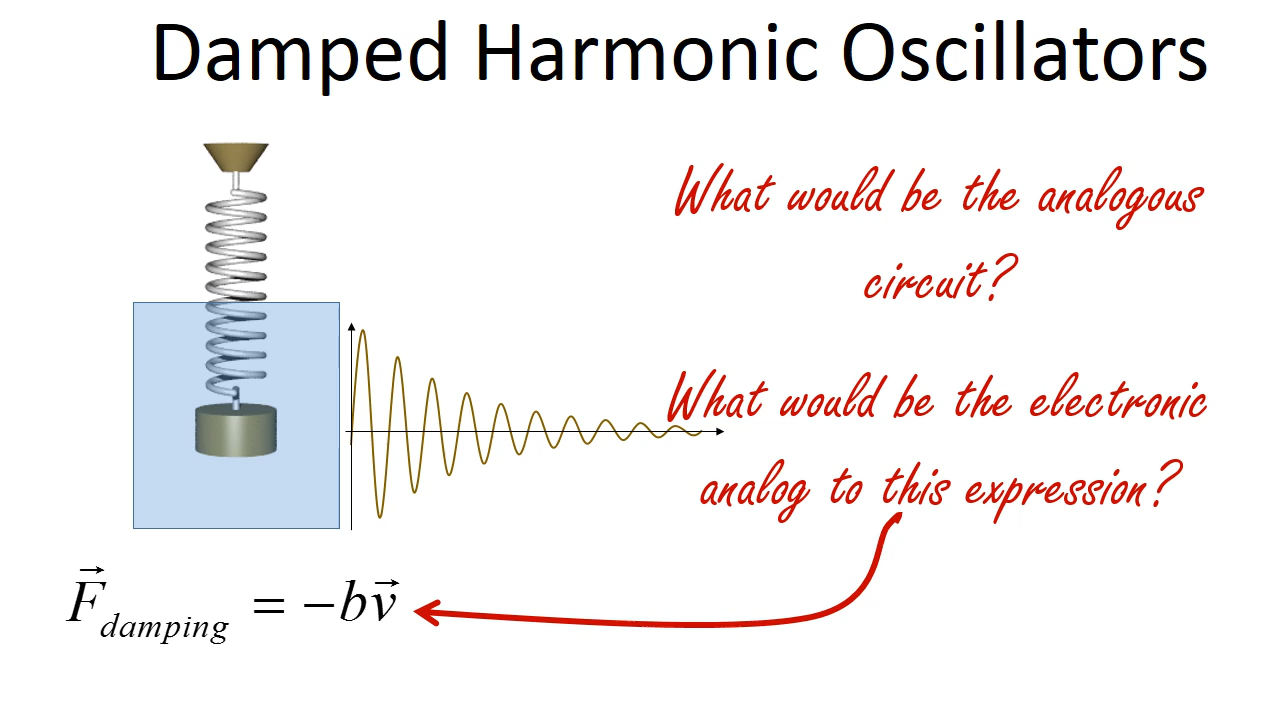 Damped Harmonic Oscillators
What would be the analogous
circuit?
What would be the electronic
analog to this expression?
F⃗damping = −bv⃗